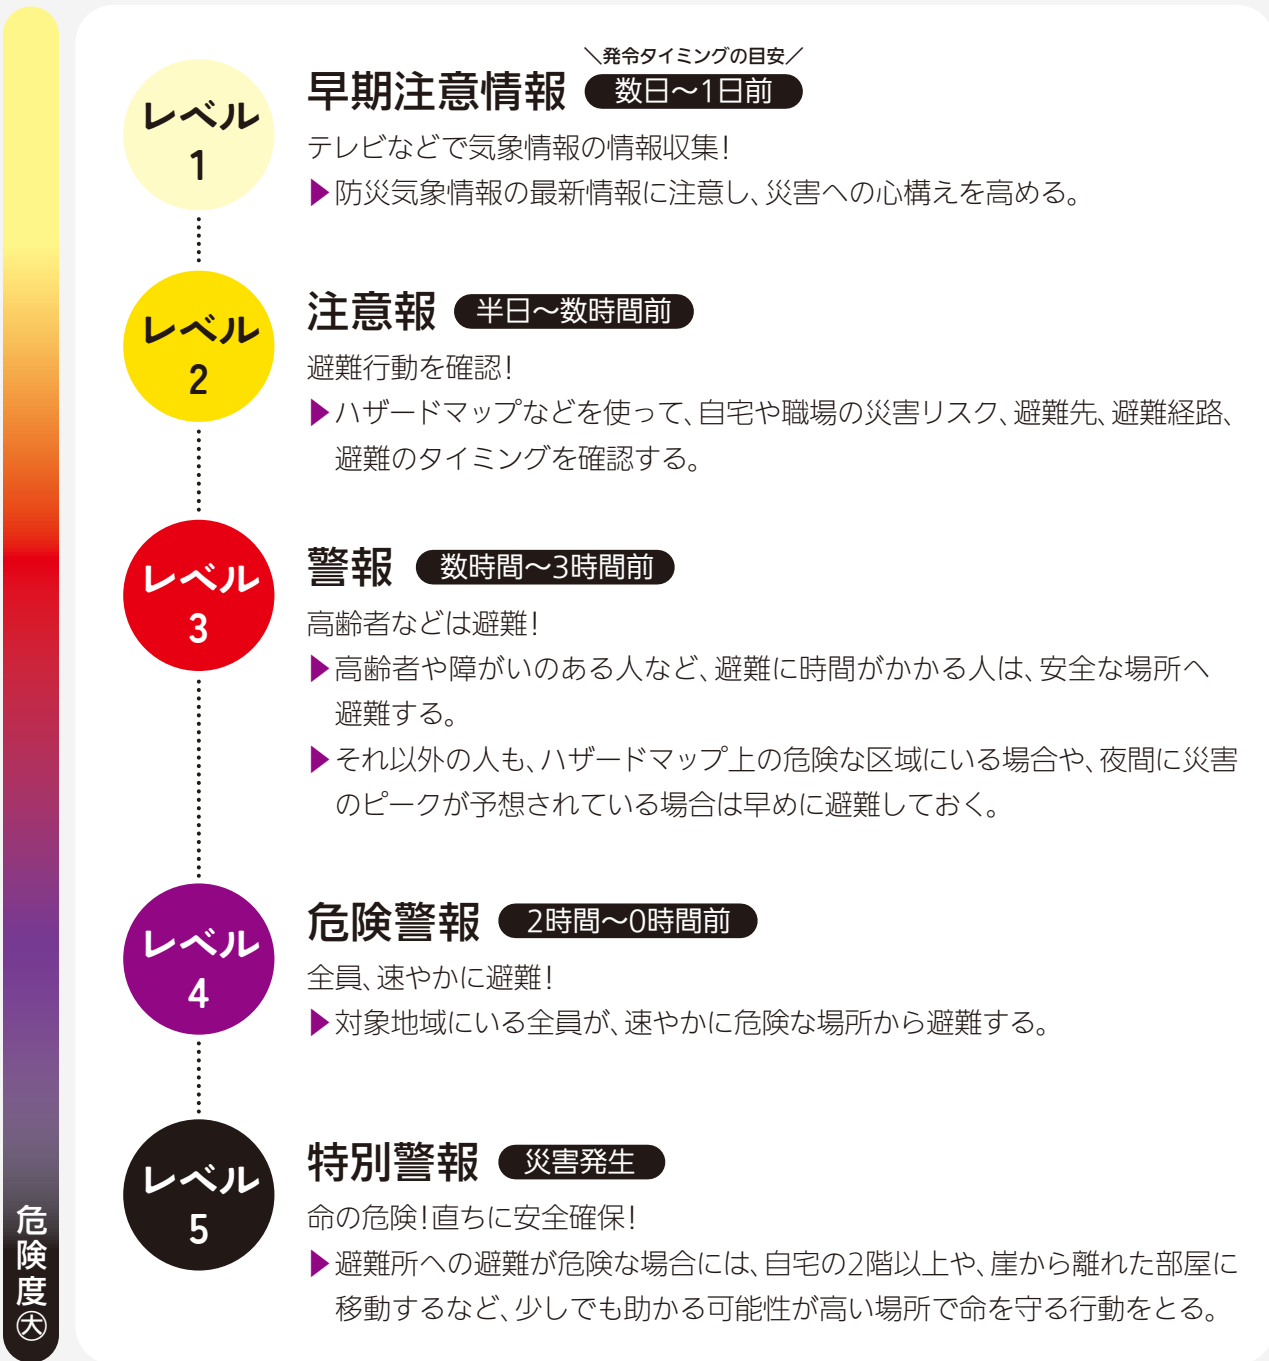 ＼発令タイミングの目安／
レベル
1
早期注意情報 数日〜1日前
テレビなどで気象情報の情報収集！
▶防災気象情報の最新情報に注意し、災害への心構えを高める。
レベル
2
注意報 半日〜数時間前
避難行動を確認！
▶ハザードマップなどを使って、自宅や職場の災害リスク、避難先、避難経路、
避難のタイミングを確認する。
レベル
3
警報 数時間〜3時間前
高齢者などは避難！
▶高齢者や障がいのある人など、避難に時間がかかる人は、安全な場所へ
避難する。
▶それ以外の人も、ハザードマップ上の危険な区域にいる場合や、夜間に災害
のピークが予想されている場合は早めに避難しておく。
レベル
4
危険警報 2時間〜0時間前
全員、速やかに避難！
▶対象地域にいる全員が、速やかに危険な場所から避難する。
レベル
5
特別警報 災害発生
命の危険！直ちに安全確保！
▶避難所への避難が危険な場合には、自宅の2階以上や、崖から離れた部屋に
移動するなど、少しでも助かる可能性が高い場所で命を守る行動をとる。
危険度㊛大